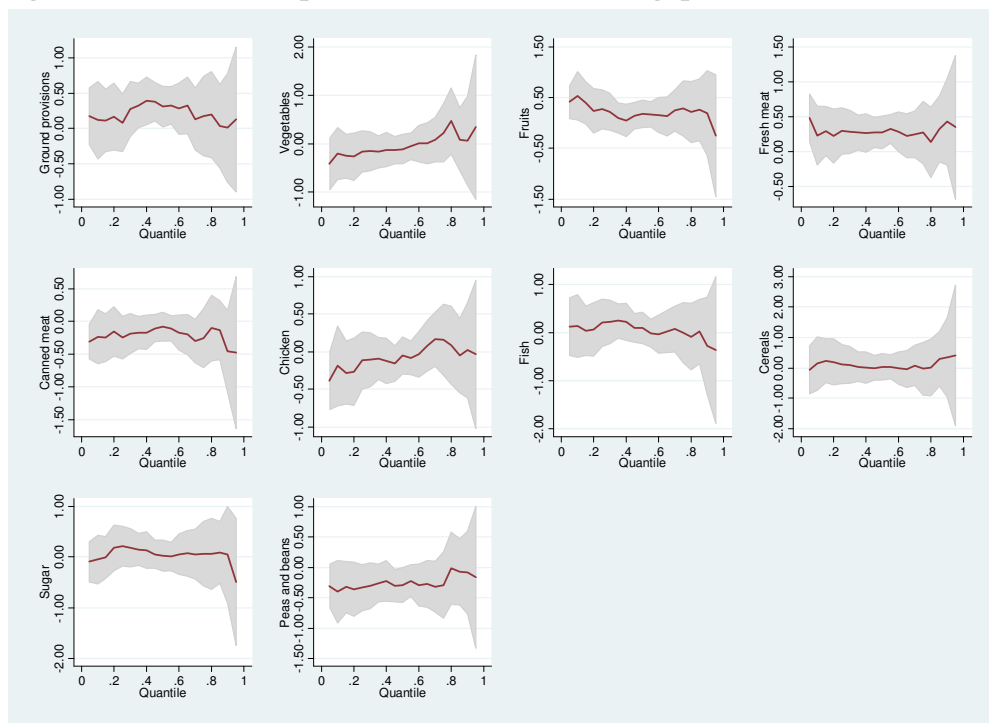 Ground provisions
-1.00 -0.50 0.00 0.50 1.00
0 .2 .4 .6 .8 1
Quantile
Vegetables
-1.00 0.00 1.00 2.00
0 .2 .4 .6 .8 1
Quantile
Fruits
-1.50 -0.50 0.50 1.50
0 .2 .4 .6 .8 1
Quantile
Fresh meat
-0.50 0.00 0.50 1.00 1.50
0 .2 .4 .6 .8 1
Quantile
Canned meat
-1.50 -1.00 -0.50 0.00 0.50
0 .2 .4 .6 .8 1
Quantile
Chicken
-1.00 -0.50 0.00 0.50 1.00
0 .2 .4 .6 .8 1
Quantile
Fish
-2.00 -1.00 0.00 1.00
0 .2 .4 .6 .8 1
Quantile
Cereals
-2.00 -1.00 0.00 1.00 2.00 3.00
0 .2 .4 .6 .8 1
Quantile
Sugar
-2.00 -1.00 0.00 1.00
0 .2 .4 .6 .8 1
Quantile
Peas and beans
-1.50 -1.00 -0.50 0.00 0.50 1.00
0 .2 .4 .6 .8 1
Quantile